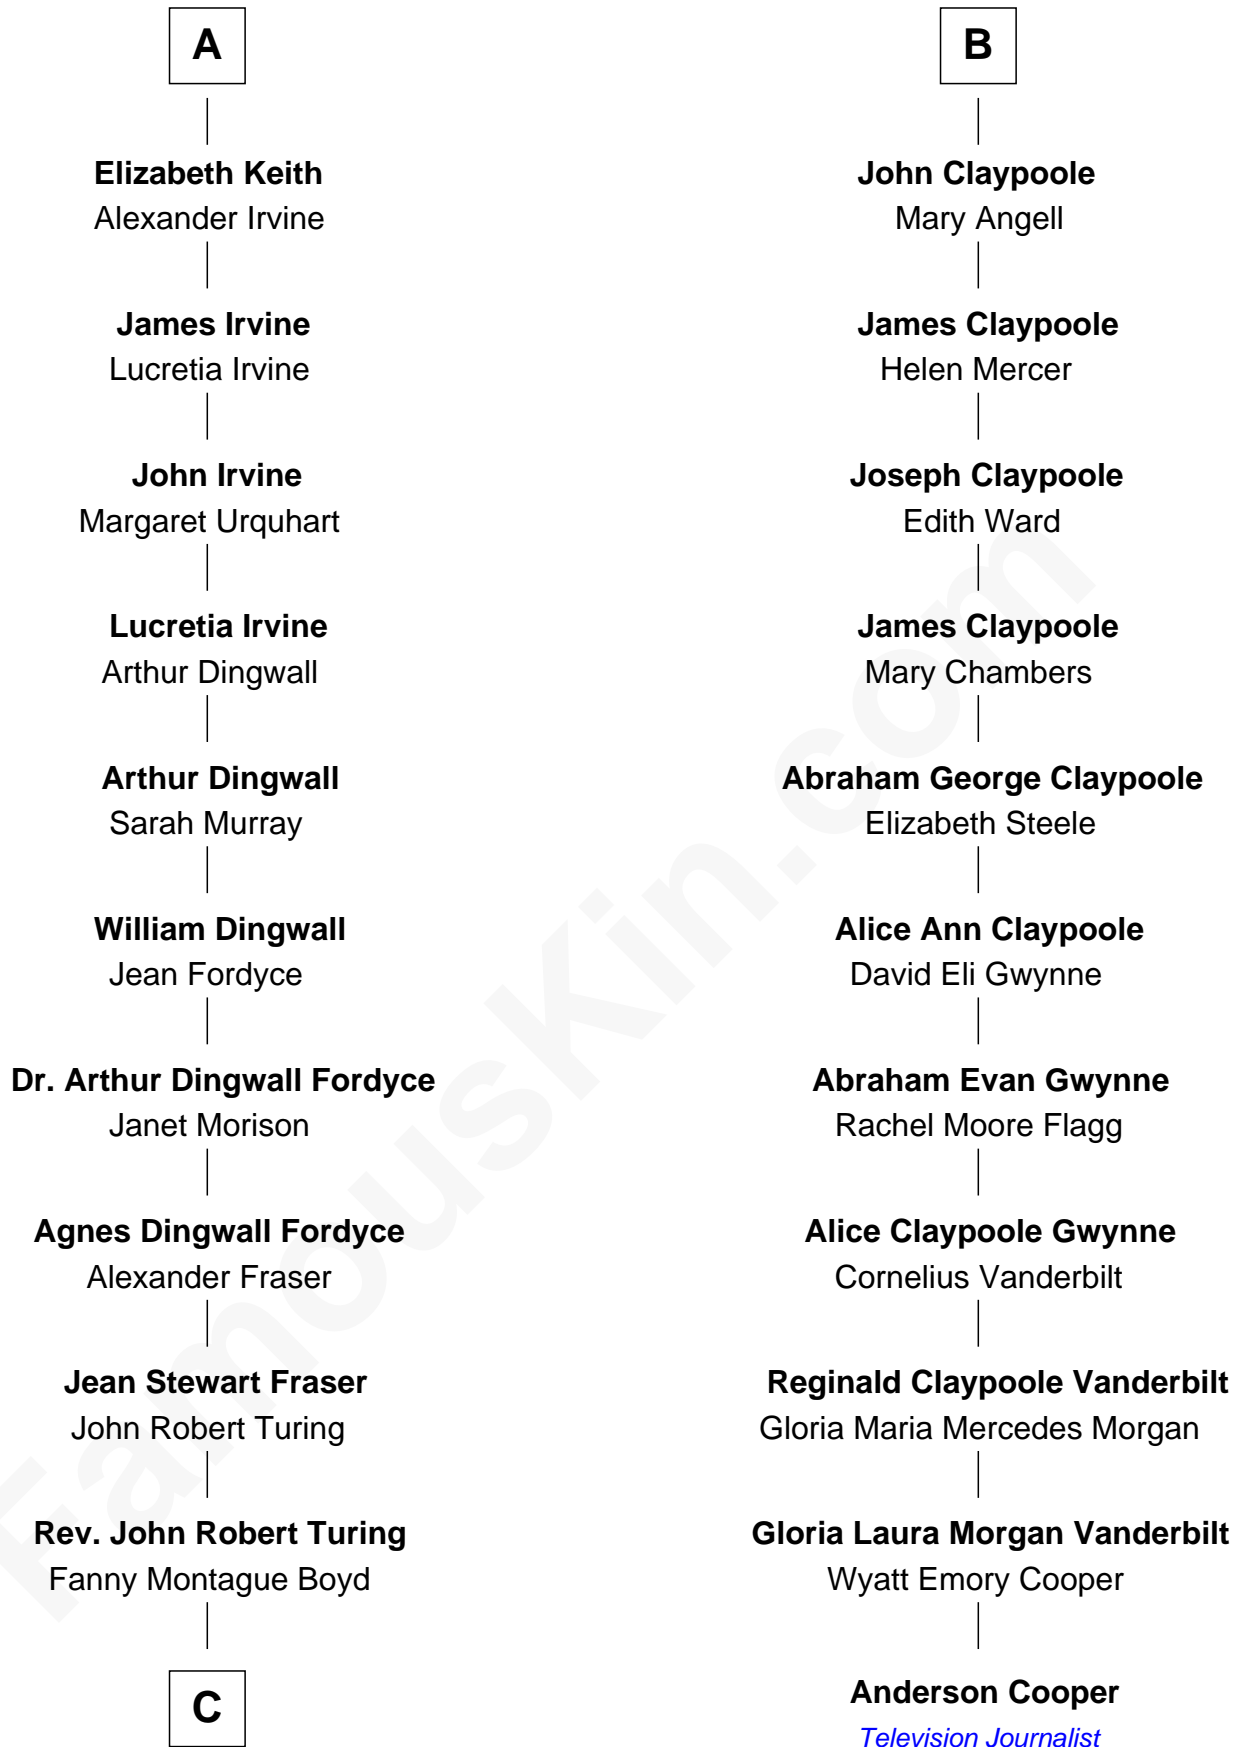 A
Elizabeth Keith
Alexander Irvine
James Irvine
Lucretia Irvine
John Irvine
Margaret Urquhart
Lucretia Irvine
Arthur Dingwall
Arthur Dingwall
Sarah Murray
William Dingwall
Jean Fordyce
Dr. Arthur Dingwall Fordyce
Janet Morison
Agnes Dingwall Fordyce
Alexander Fraser
Jean Stewart Fraser
John Robert Turing
Rev. John Robert Turing
Fanny Montague Boyd
C
B
John Claypoole
Mary Angell
James Claypoole
Helen Mercer
Joseph Claypoole
Edith Ward
James Claypoole
Mary Chambers
Abraham George Claypoole
Elizabeth Steele
Alice Ann Claypoole
David Eli Gwynne
Abraham Evan Gwynne
Rachel Moore Flagg
Alice Claypoole Gwynne
Cornelius Vanderbilt
Reginald Claypoole Vanderbilt
Gloria Maria Mercedes Morgan
Gloria Laura Morgan Vanderbilt
Wyatt Emory Cooper
Anderson Cooper
Television Journalist
FamousKin.com